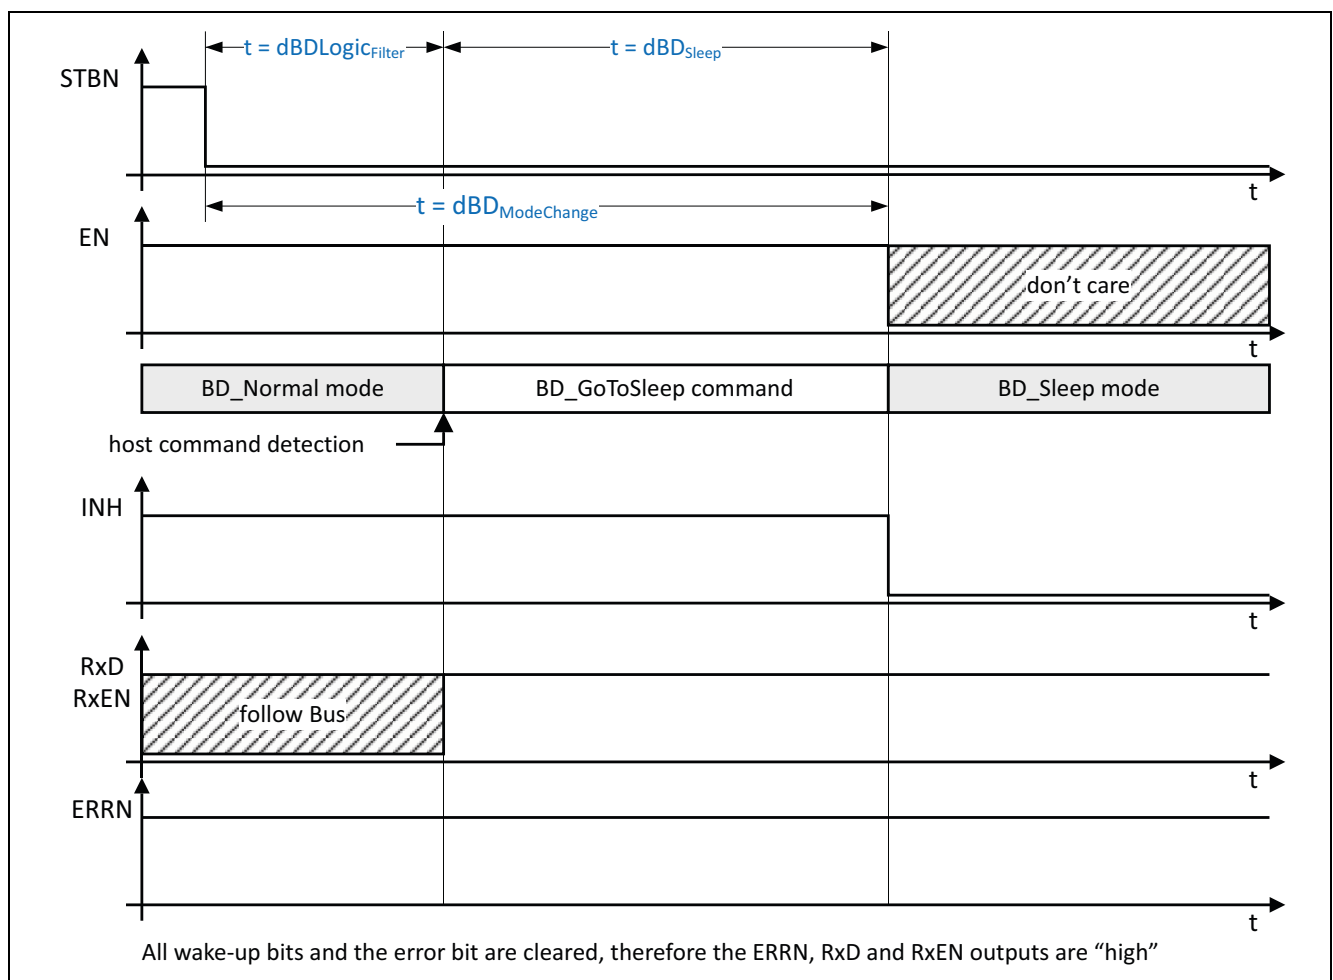 t = dBDLogicFilter
t = dBDSleep
STBN
t
t = dBDModeChange
EN
don't care
t
BD_Normal mode
BD_GoToSleep command
BD_Sleep mode
host command detection
INH
t
RxD
RxEN
follow Bus
t
ERRN
t
All wake-up bits and the error bit are cleared, therefore the ERRN, RxD and RxEN outputs are “high”